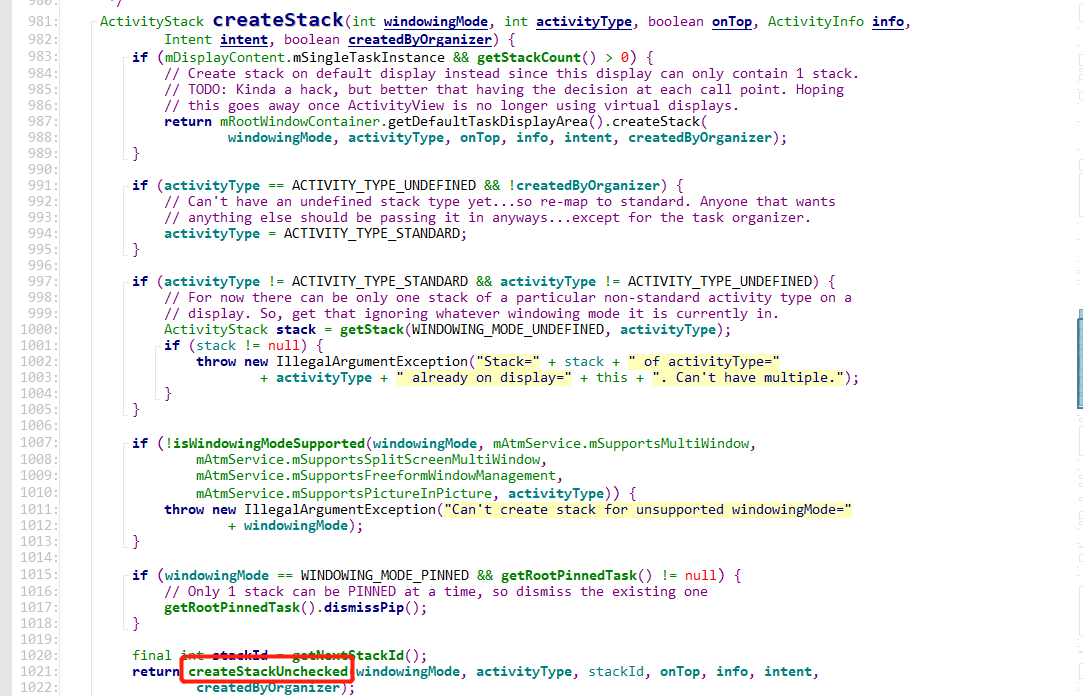 980: */
981: ActivityStack createStack(int windowingMode, int activityType, boolean onTop, ActivityInfo info,
982: Intent intent, boolean createdByOrganizer) {
983: if (mDisplayContent.mSingleTaskInstance && getStackCount() > 0) {
984: // Create stack on default display instead since this display can only contain 1 stack.
985: // TODO: Kinda a hack, but better that having the decision at each call point. Hoping
986: // this goes away once ActivityView is no longer using virtual displays.
987: return mRootWindowContainer.getDefaultTaskDisplayArea().createStack(
988: windowingMode, activityType, onTop, info, intent, createdByOrganizer);
989: }
990:
991: if (activityType == ACTIVITY_TYPE_UNDEFINED && !createdByOrganizer) {
992: // Can't have an undefined stack type yet...so re-map to standard. Anyone that wants
993: // anything else should be passing it in anyways...except for the task organizer.
994: activityType = ACTIVITY_TYPE_STANDARD;
995: }
996:
997: if (activityType != ACTIVITY_TYPE_STANDARD && activityType != ACTIVITY_TYPE_UNDEFINED) {
998: // For now there can be only one stack of a particular non-standard activity type on a
999: // display. So, get that ignoring whatever windowing mode it is currently in.
1000: ActivityStack stack = getStack(WINDOWING_MODE_UNDEFINED, activityType);
1001: if (stack != null) {
1002: throw new IllegalArgumentException("Stack=" + stack + " of activityType="
1003: + activityType + " already on display=" + this + ". Can't have multiple.");
1004: }
1005: }
1006:
1007: if (!isWindowingModeSupported(windowingMode, mAtmService.mSupportsMultiWindow,
1008: mAtmService.mSupportsSplitScreenMultiWindow,
1009: mAtmService.mSupportsFreeformWindowManagement,
1010: mAtmService.mSupportsPictureInPicture, activityType)) {
1011: throw new IllegalArgumentException("Can't create stack for unsupported windowingMode="
1012: + windowingMode);
1013: }
1014:
1015: if (windowingMode == WINDOWING_MODE_PINNED && getRootPinnedTask() != null) {
1016: // Only 1 stack can be PINNED at a time, so dismiss the existing one
1017: getRootPinnedTask().dismissPip();
1018: }
1019:
1020: final int stackId = getNextStackId();
1021: return createStackUnchecked(windowingMode, activityType, stackId, onTop, info, intent,
1022: createdByOrganizer);